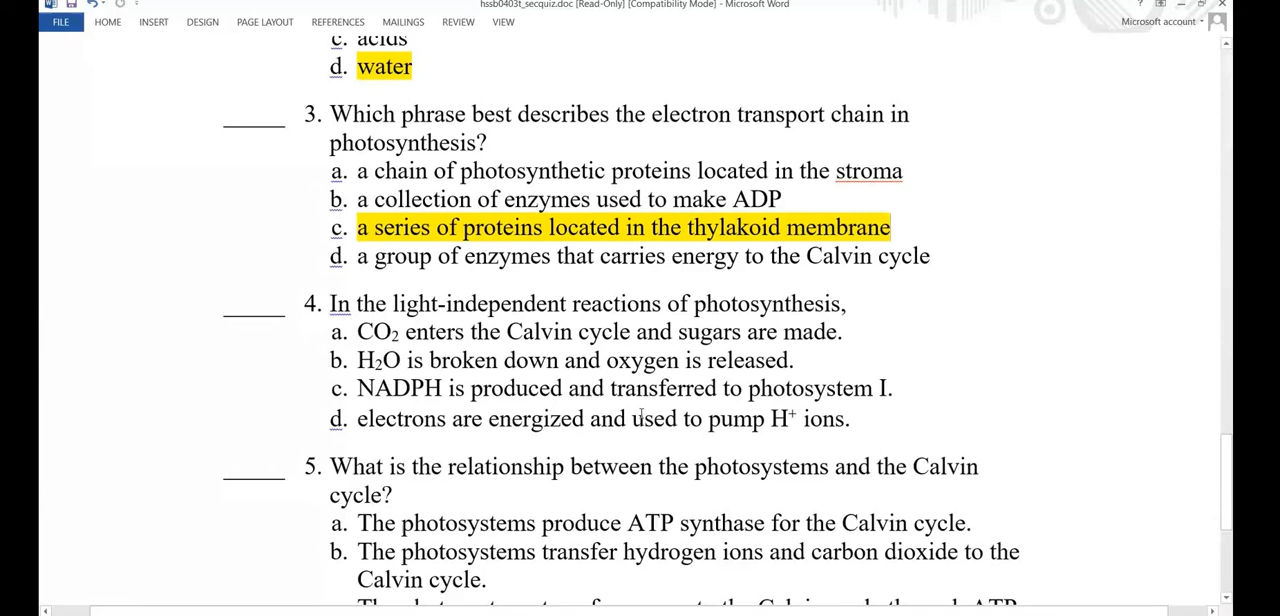 hssb0403t_secquiz.doc [Read-Only] [Compatibility Mode] - Microsoft Word
FILE HOME INSERT DESIGN PAGE LAYOUT REFERENCES MAILINGS REVIEW VIEW Microsoft account
c. acids
d. water
3. Which phrase best describes the electron transport chain in
photosynthesis?
a. a chain of photosynthetic proteins located in the stroma
b. a collection of enzymes used to make ADP
c. a series of proteins located in the thylakoid membrane
d. a group of enzymes that carries energy to the Calvin cycle
4. In the light-independent reactions of photosynthesis,
a. CO₂ enters the Calvin cycle and sugars are made.
b. H₂O is broken down and oxygen is released.
c. NADPH is produced and transferred to photosystem I.
d. electrons are energized and used to pump H⁺ ions.
5. What is the relationship between the photosystems and the Calvin
cycle?
a. The photosystems produce ATP synthase for the Calvin cycle.
b. The photosystems transfer hydrogen ions and carbon dioxide to the
Calvin cycle.